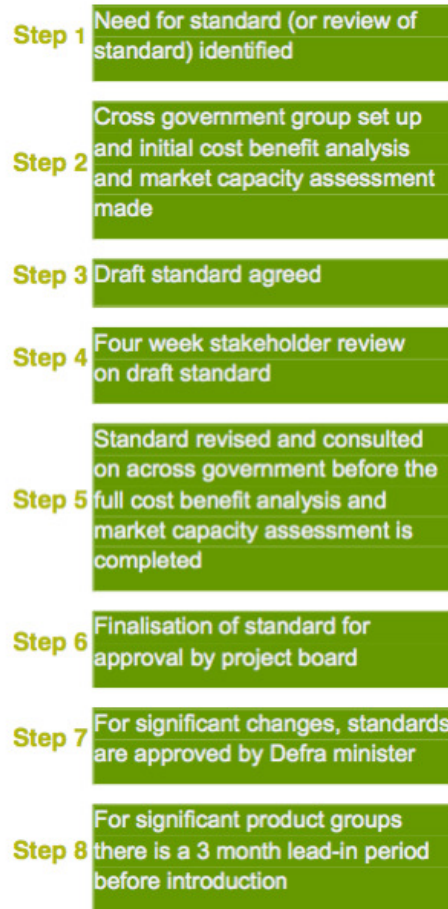 Step 1
Need for standard (or review of
standard) identified
Step 2
Cross government group set up
and initial cost benefit analysis
and market capacity assessment
made
Step 3
Draft standard agreed
Step 4
Four week stakeholder review
on draft standard
Step 5
Standard revised and consulted
on across government before the
full cost benefit analysis and
market capacity assessment is
completed
Step 6
Finalisation of standard for
approval by project board
Step 7
For significant changes, standards
are approved by Defra minister
Step 8
For significant product groups
there is a 3 month lead-in period
before introduction